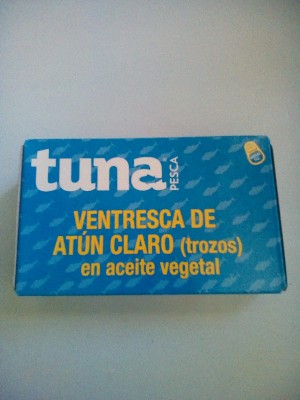 tuna
PESCA
VENTRESCA DE
ATÚN CLARO (trozos)
en aceite vegetal